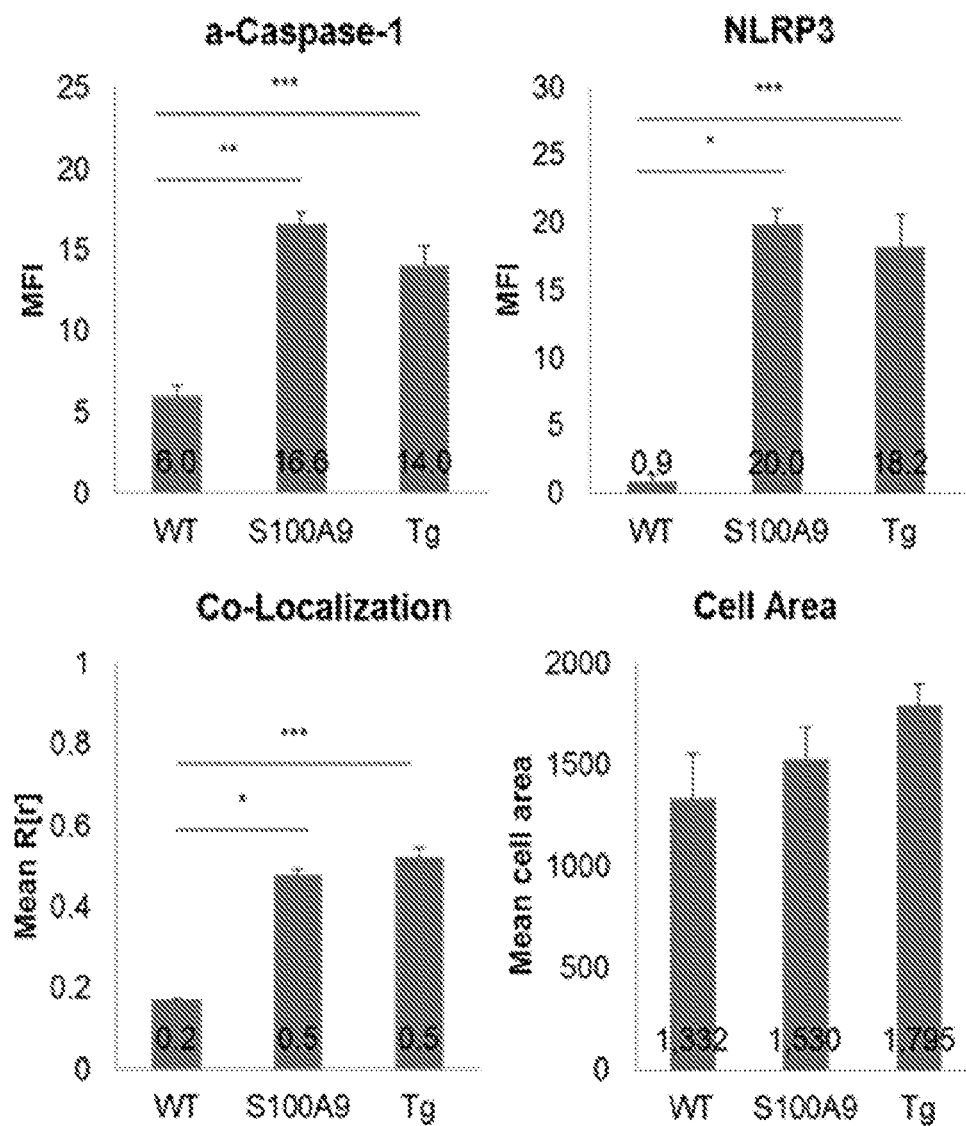 a-Caspase-1
NLRP3
25
20
15
10
5
0
MFI
***
**
6.0
16.6
14.0
WT
S100A9
Tg
30
25
20
15
10
5
0
MFI
***
*
0.9
20.0
18.2
WT
S100A9
Tg
Co-Localization
Cell Area
1
0.8
0.6
0.4
0.2
0
Mean R[r]
***
*
0.2
0.5
0.5
WT
S100A9
Tg
2000
1500
1000
500
0
Mean cell area
1,332
1,530
1,795
WT
S100A9
Tg